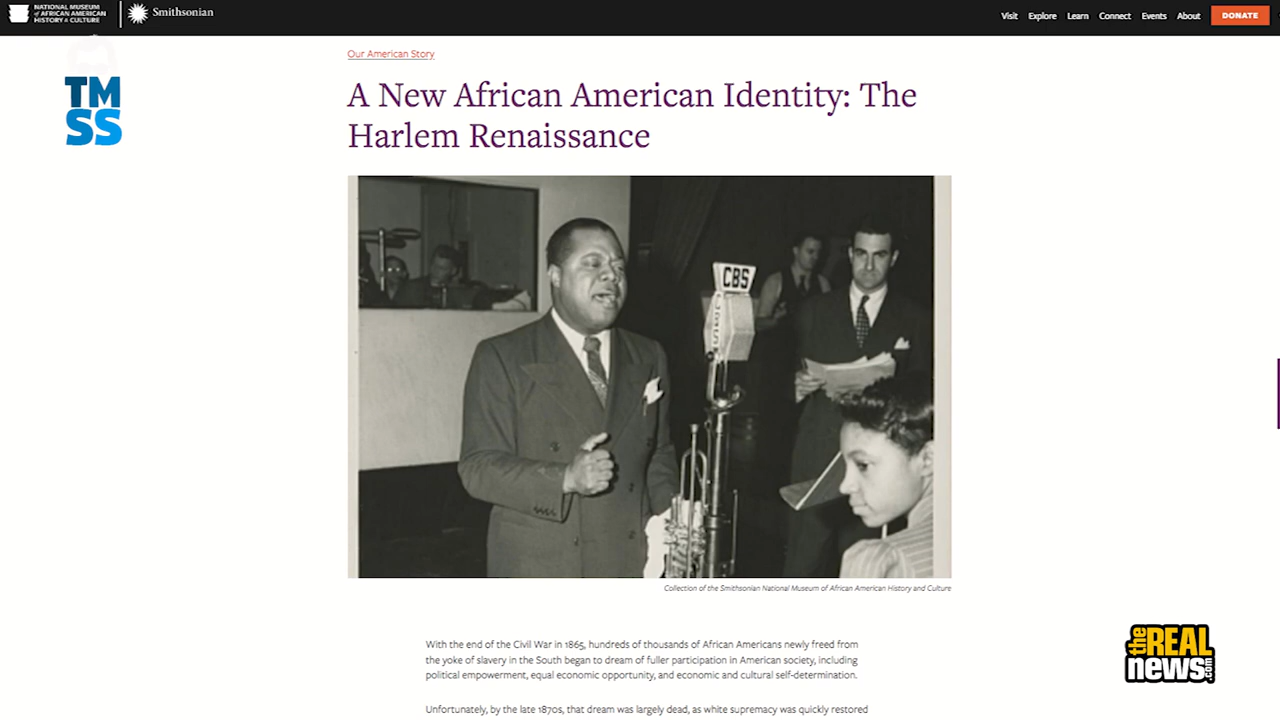 NATIONAL MUSEUM
of AFRICAN AMERICAN
HISTORY & CULTURE
Smithsonian
Visit Explore Learn Connect Events About DONATE
Our American Story
TM
SS
A New African American Identity: The
Harlem Renaissance
CBS
Collection of the Smithsonian National Museum of African American History and Culture
With the end of the Civil War in 1865, hundreds of thousands of African Americans newly freed from
the yoke of slavery in the South began to dream of fuller participation in American society, including
political empowerment, equal economic opportunity, and economic and cultural self-determination.
Unfortunately, by the late 1870s, that dream was largely dead, as white supremacy was quickly restored
the REAL
news.com